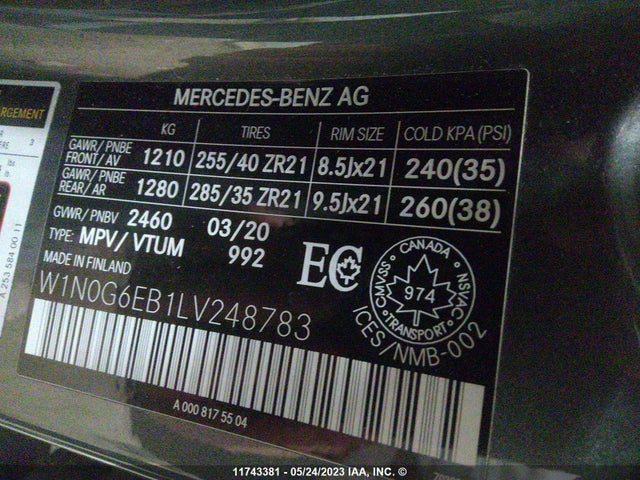 MERCEDES-BENZ AG
KG TIRES RIM SIZE COLD KPA (PSI)
GAWR/ PNBE FRONT/ AV 1210 255/40 ZR21 8.5Jx21 240(35)
GAWR/ PNBE REAR/ AR 1280 285/35 ZR21 9.5Jx21 260(38)
GVWR/ PNBV 2460 03/20
TYPE: MPV/ VTUM 992
MADE IN FINLAND
EC
CANADA
CMVSS NSVAC
974
TRANSPORT
ICES/NMB-002
W1N0G6EB1LV248783
A 000 817 55 04
ARGEMENT
A 253 584 00 11
11743381 - 05/24/2023 IAA, INC. ©